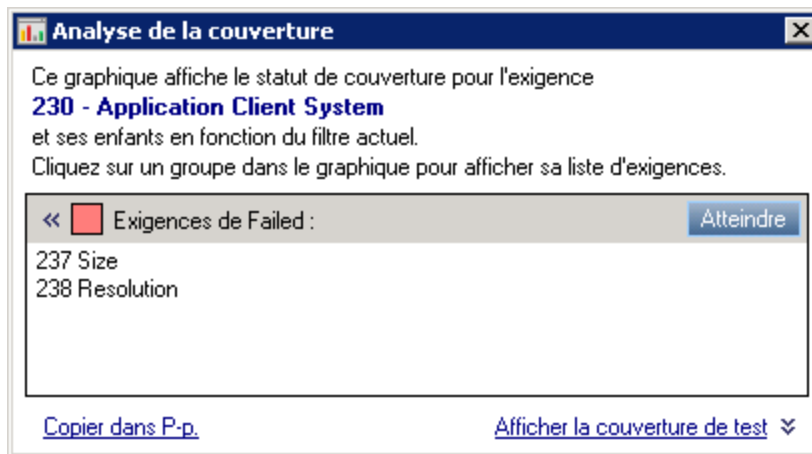 Analyse de la couverture
Ce graphique affiche le statut de couverture pour l'exigence
230 - Application Client System
et ses enfants en fonction du filtre actuel.
Cliquez sur un groupe dans le graphique pour afficher sa liste d'exigences.
« Exigences de Failed : Atteindre
237 Size
238 Resolution
Copier dans P-p. Afficher la couverture de test